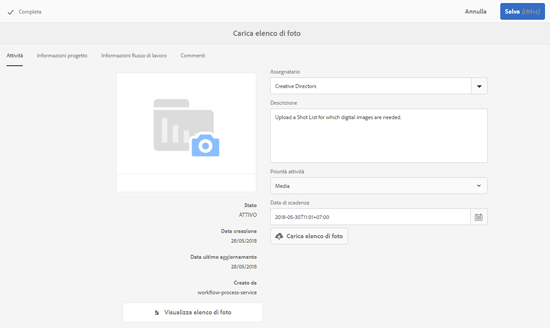 Completa
Annulla
Salva (ctrl+s)
Carica elenco di foto
Attività
Informazioni progetto
Informazioni flusso di lavoro
Commenti
Assegnatario
Creative Directors
Descrizione
Upload a Shot List for which digital images are needed.
Priorità attività
Media
Stato
ATTIVO
Data di scadenza
2018-05-30T11:01+07:00
Data creazione
28/05/2018
Carica elenco di foto
Data ultimo aggiornamento
28/05/2018
Creato da
workflow-process-service
Visualizza elenco di foto